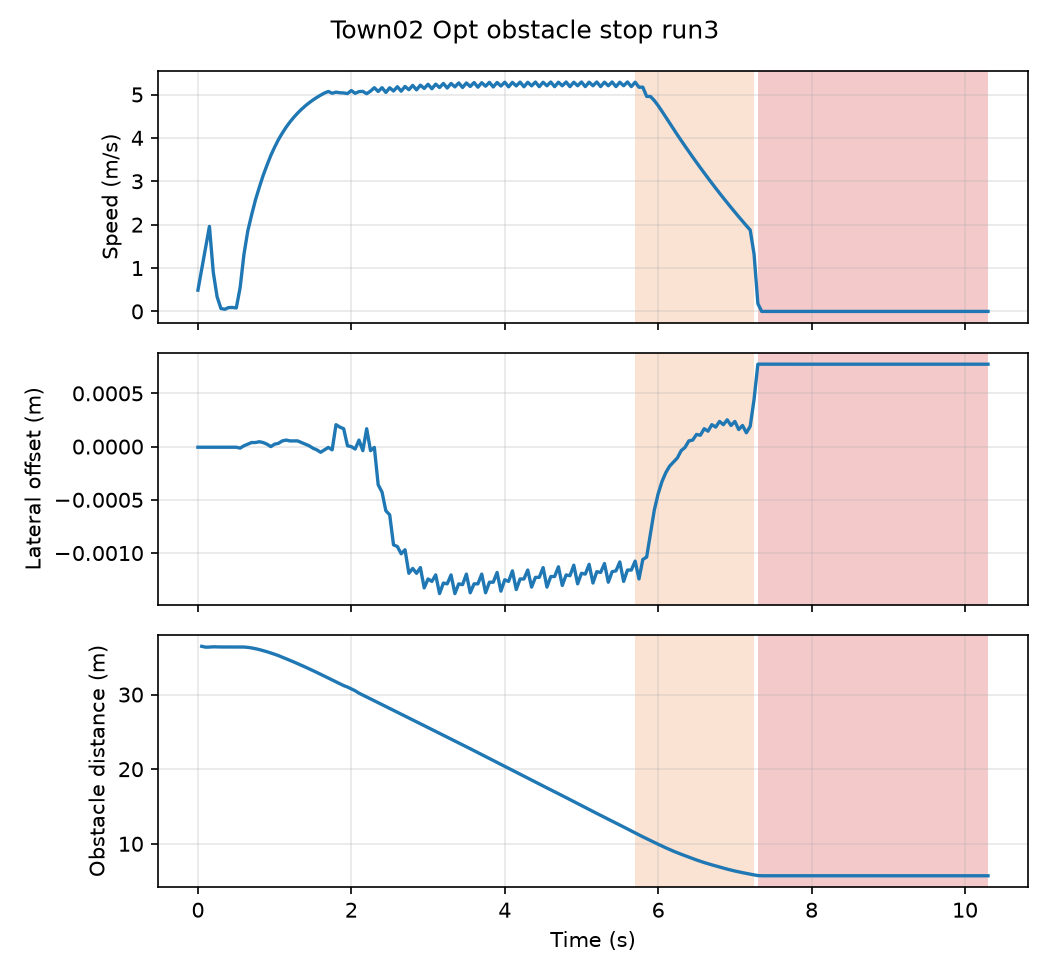 Town02 Opt obstacle stop run3
5
4
3
2
1
0
Speed (m/s)
0.0005
0.0000
−0.0005
−0.0010
Lateral offset (m)
30
20
10
Obstacle distance (m)
0 2 4 6 8 10
Time (s)